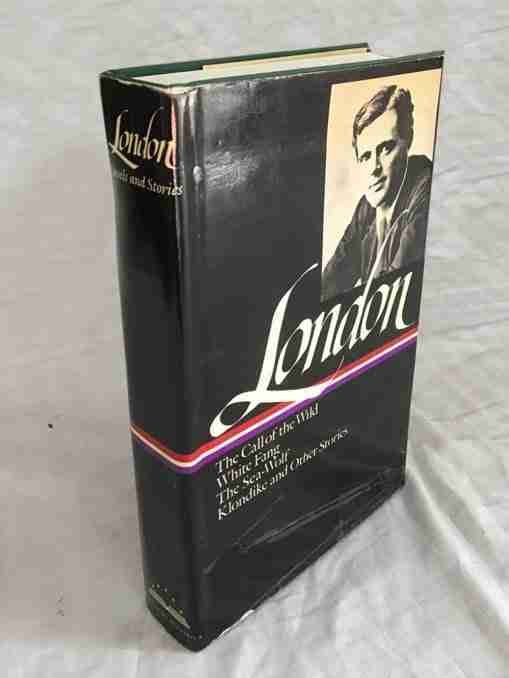 London
Novels and Stories
London
The Call of the Wild
White Fang
The Sea-Wolf
Klondike and Other Stories